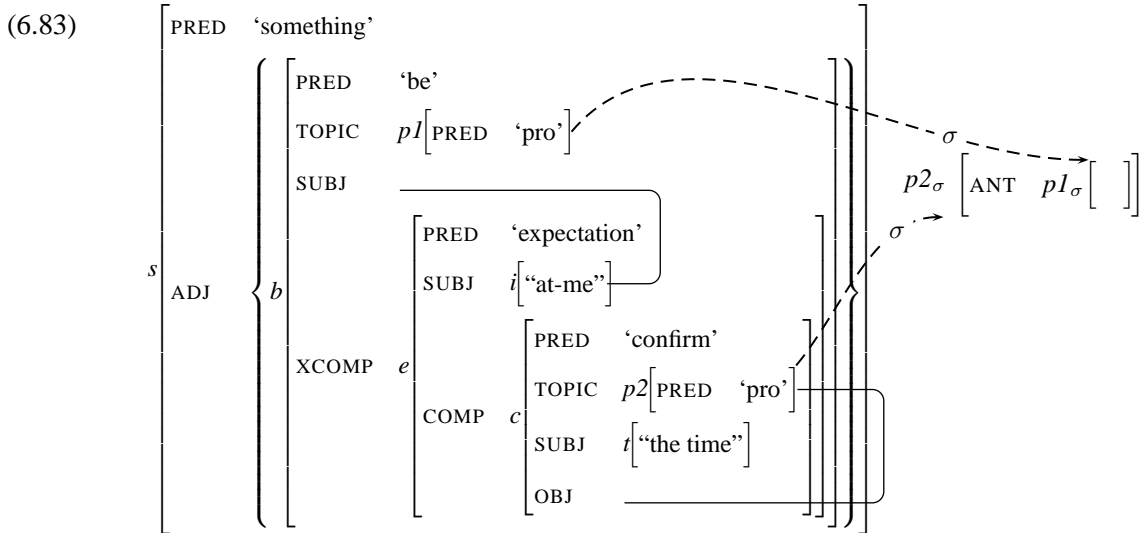 (6.83)
PRED ‘something’
PRED ‘be’
TOPIC p1[PRED ‘pro’]
σ
SUBJ
p2σ [ANT p1σ[ ]]
PRED ‘expectation’
σ
s
SUBJ i[“at-me”]
ADJ { b
PRED ‘confirm’
XCOMP e
TOPIC p2[PRED ‘pro’]
COMP c
SUBJ t[“the time”]
OBJ